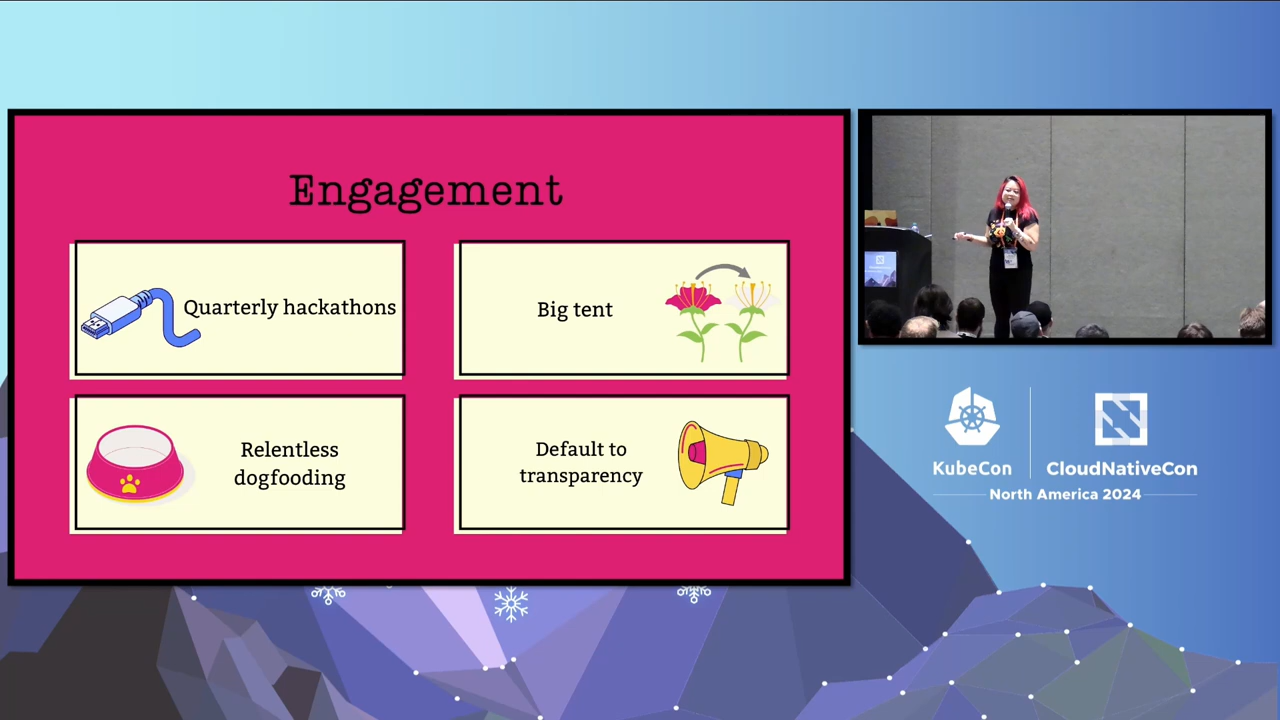 Engagement
Quarterly hackathons
Big tent
Relentless
dogfooding
Default to
transparency
KubeCon
CloudNativeCon
North America 2024